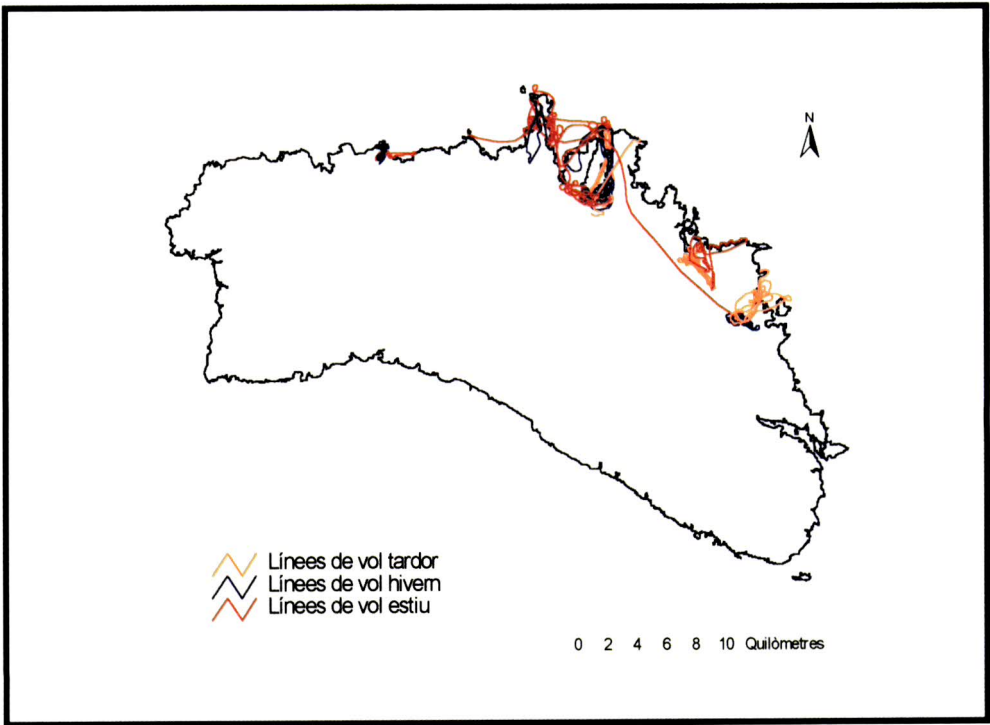 N
Línees de vol tardor
Línees de vol hivern
Línees de vol estiu
0 2 4 6 8 10 Quilòmetres